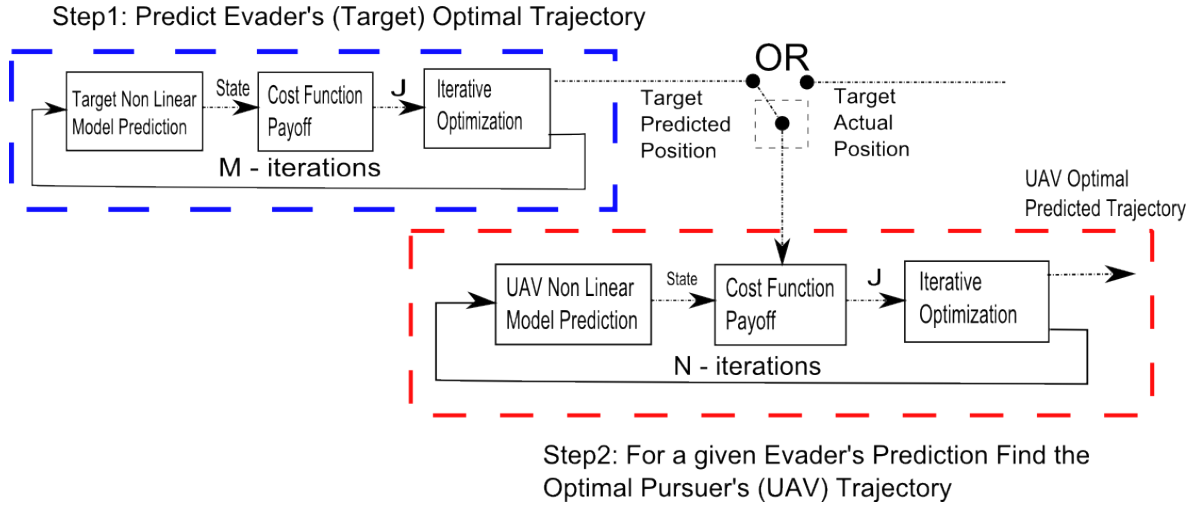 Step1: Predict Evader's (Target) Optimal Trajectory
OR
Target Non Linear
Model Prediction
State
Cost Function
Payoff
J
Iterative
Optimization
M - iterations
Target
Predicted
Position
Target
Actual
Position
UAV Optimal
Predicted Trajectory
UAV Non Linear
Model Prediction
State
Cost Function
Payoff
J
Iterative
Optimization
N - iterations
Step2: For a given Evader's Prediction Find the
Optimal Pursuer's (UAV) Trajectory